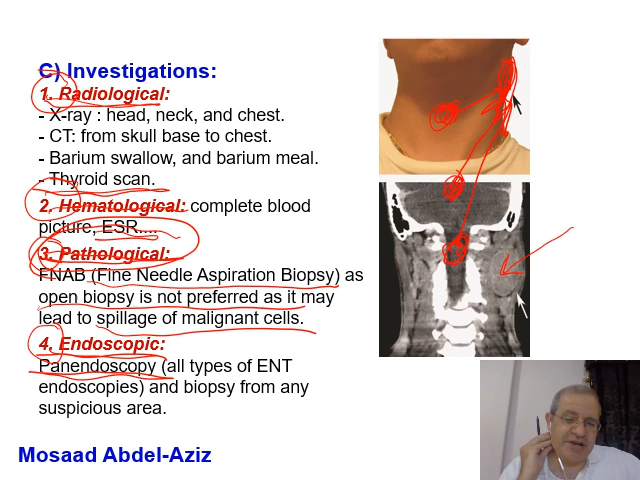 C) Investigations:
1. Radiological:
- X-ray : head, neck, and chest.
- CT: from skull base to chest.
- Barium swallow, and barium meal.
- Thyroid scan.
2. Hematological: complete blood
picture, ESR....
3. Pathological:
FNAB (Fine Needle Aspiration Biopsy) as
open biopsy is not preferred as it may
lead to spillage of malignant cells.
4. Endoscopic:
Panendoscopy (all types of ENT
endoscopies) and biopsy from any
suspicious area.
Mosaad Abdel-Aziz